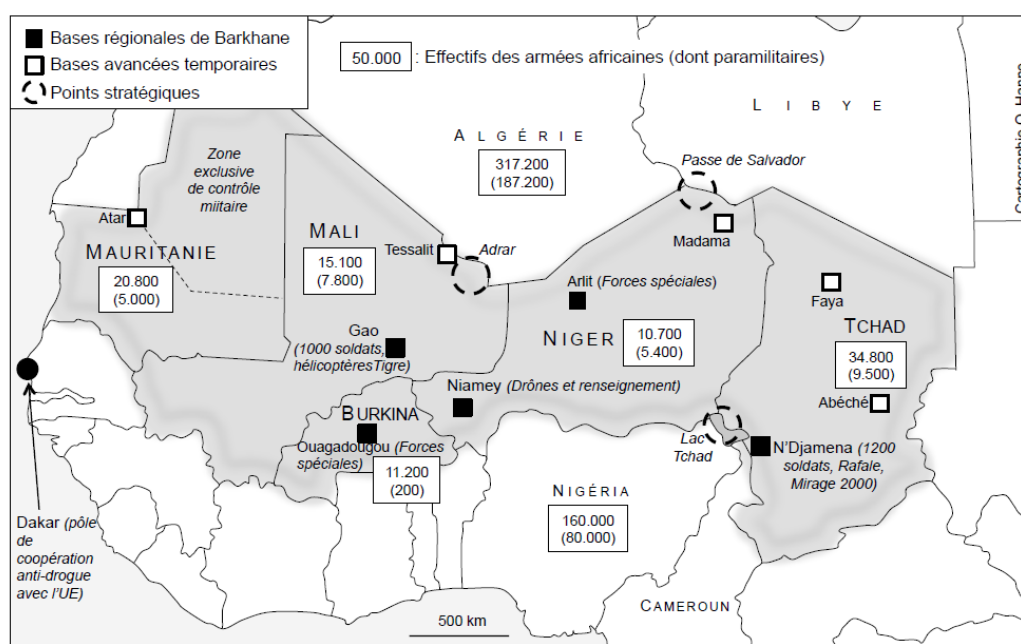 Bases régionales de Barkhane
Bases avancées temporaires
Points stratégiques
50.000 : Effectifs des armées africaines (dont paramilitaires)
LIBYE
ALGÉRIE
317.200
(187.200)
Passe de Salvador
Zone
exclusive
de contrôle
miitaire
Atar
MAURITANIE
20.800
(5.000)
MALI
15.100
(7.800)
Tessalit
Adrar
Madama
Arlit (Forces spéciales)
Faya
NIGER
10.700
(5.400)
TCHAD
34.800
(9.500)
Abéché
Gao
(1000 soldats,
hélicoptèresTigre)
Niamey (Drônes et renseignement)
BURKINA
Ouagadougou (Forces
spéciales)
11.200
(200)
Lac
Tchad
N'Djamena (1200
soldats, Rafale,
Mirage 2000)
NIGÉRIA
160.000
(80.000)
Dakar (pôle
de
coopération
anti-drogue
avec l'UE)
500 km
CAMEROUN
Cartographie O. Hanne